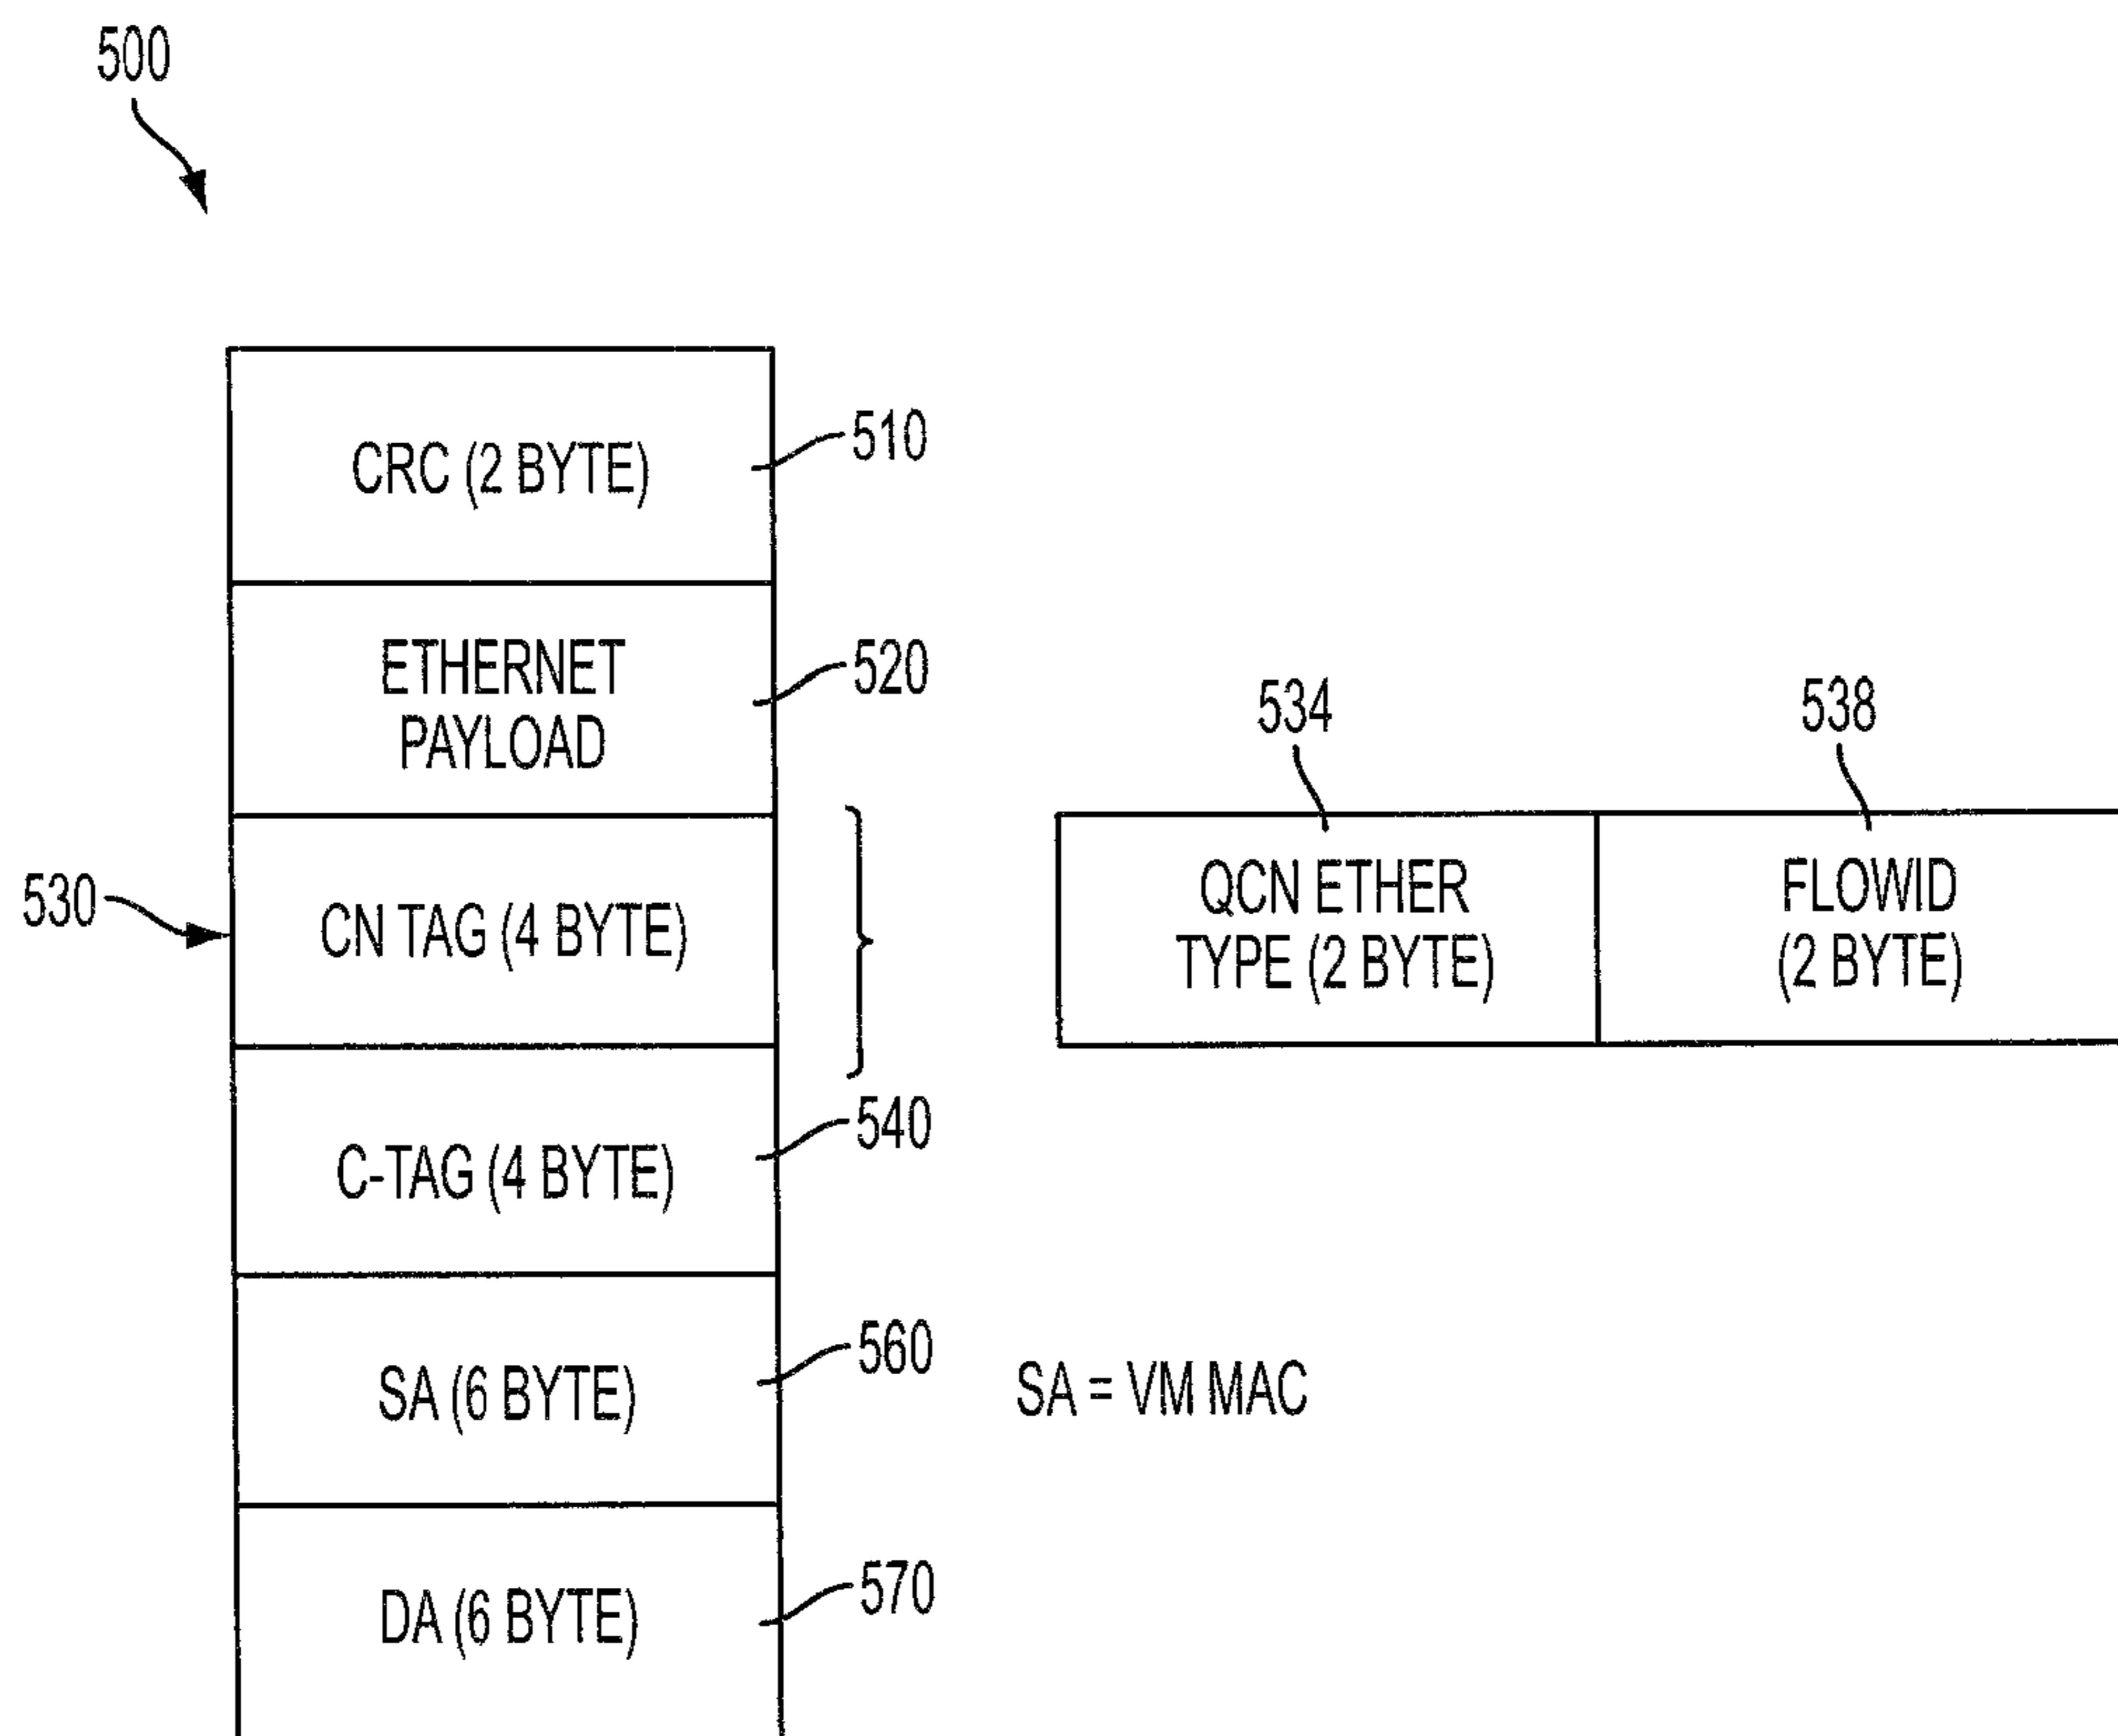 500
CRC (2 BYTE)
510
ETHERNET
PAYLOAD
520
530
CN TAG (4 BYTE)
534
538
QCN ETHER
TYPE (2 BYTE)
FLOWID
(2 BYTE)
C-TAG (4 BYTE)
540
SA (6 BYTE)
560
SA = VM MAC
DA (6 BYTE)
570